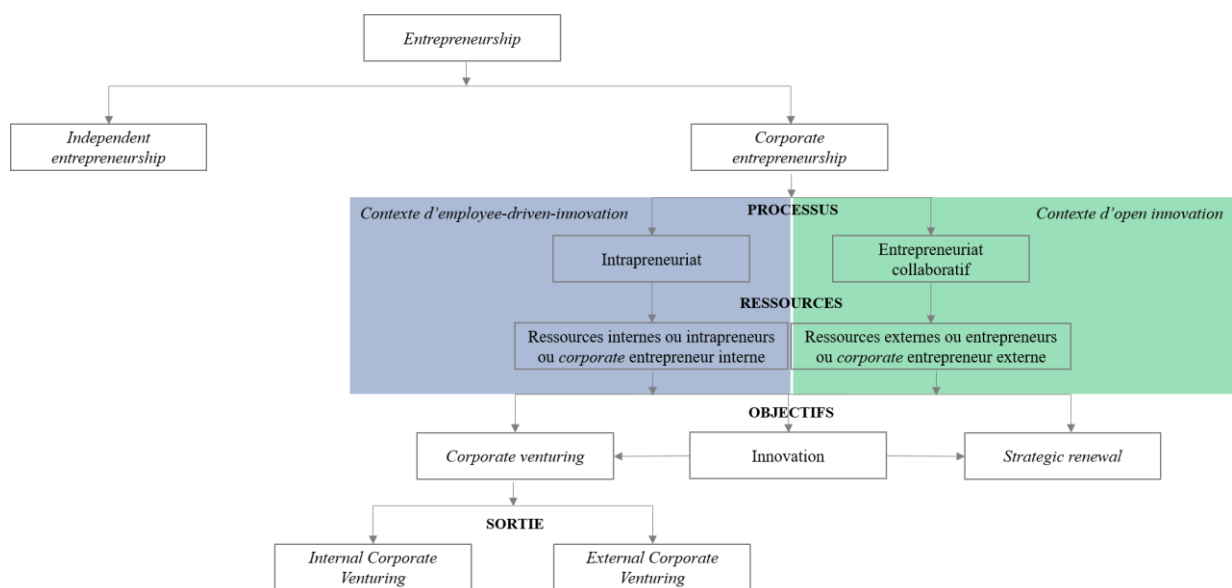 Entrepreneurship
Independent
entrepreneurship
Corporate
entrepreneurship
Contexte d'employee-driven-innovation
PROCESSUS
Contexte d'open innovation
Intrapreneuriat
Entrepreneuriat
collaboratif
RESSOURCES
Ressources internes ou intrapreneurs
ou corporate entrepreneur interne
Ressources externes ou entrepreneurs
ou corporate entrepreneur externe
OBJECTIFS
Corporate venturing
Innovation
Strategic renewal
SORTIE
Internal Corporate
Venturing
External Corporate
Venturing